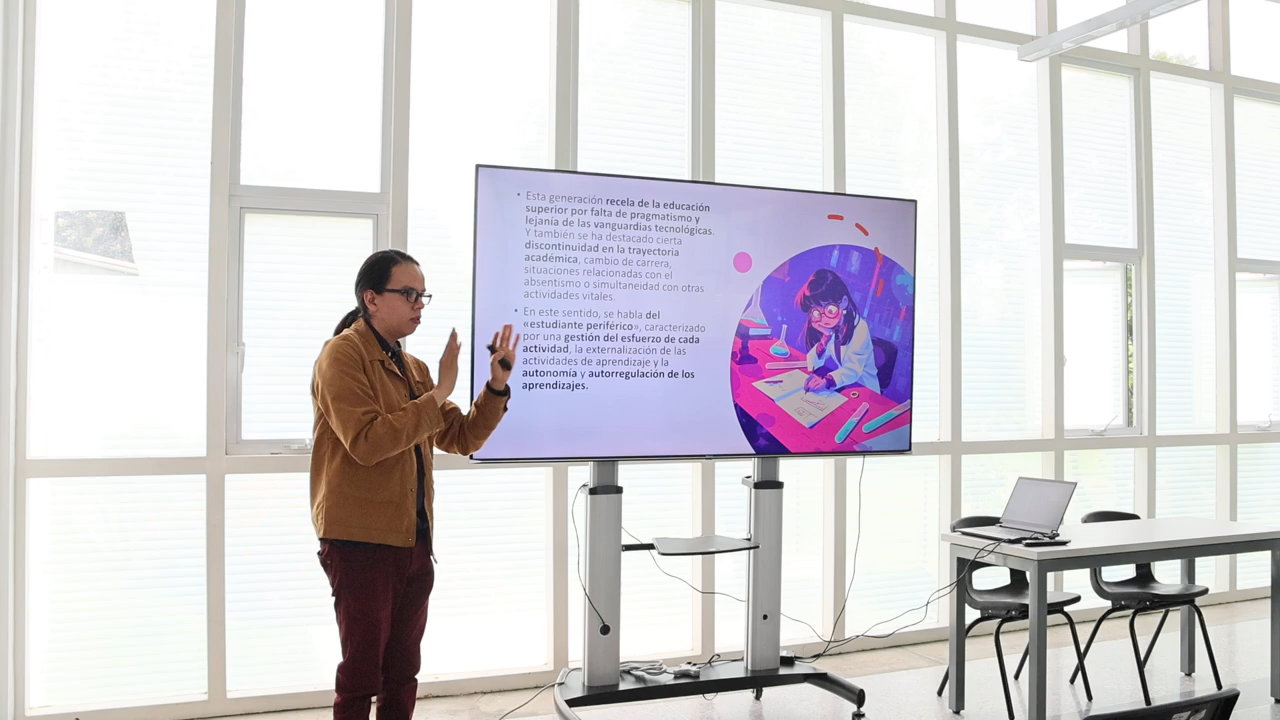 • Esta generación recela de la educación
superior por falta de pragmatismo y
lejanía de las vanguardias tecnológicas.
Y también se ha destacado cierta
discontinuidad en la trayectoria
académica, cambio de carrera,
situaciones relacionadas con el
absentismo o simultaneidad con otras
actividades vitales.
• En este sentido, se habla del
«estudiante periférico», caracterizado
por una gestión del esfuerzo de cada
actividad, la externalización de las
actividades de aprendizaje y la
autonomía y autorregulación de los
aprendizajes.